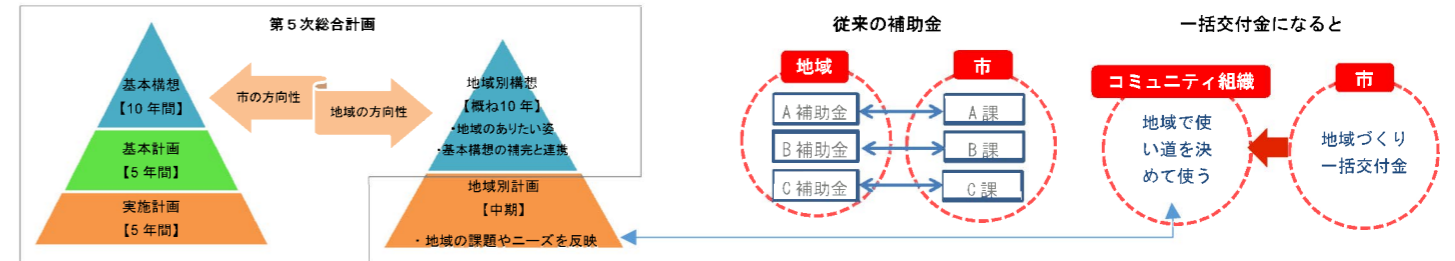 第５次総合計画
基本構想
【10年間】
基本計画
【5年間】
実施計画
【5年間】
市の方向性
地域の方向性
地域別構想
【概ね10年】
・地域のありたい姿
・基本構想の補完と連携
地域別計画
【中期】
・地域の課題やニーズを反映
従来の補助金
地域
市
A補助金
A課
B補助金
B課
C補助金
C課
一括交付金になると
コミュニティ組織
市
地域で使
い道を決
めて使う
地域づくり
一括交付金